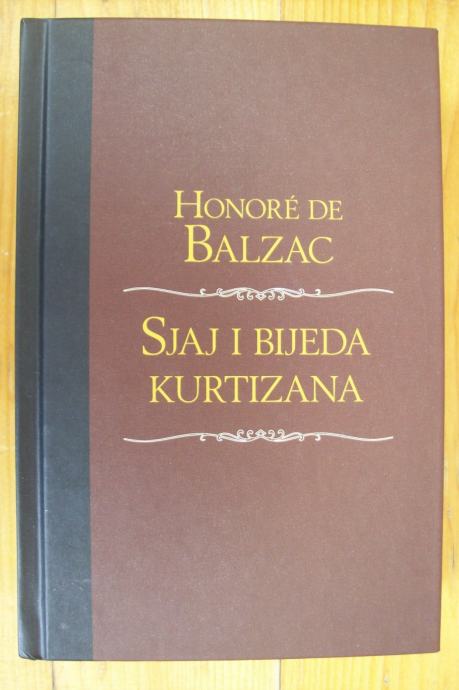 HONORÉ DE
BALZAC
SJAJ I BIJEDA
KURTIZANA